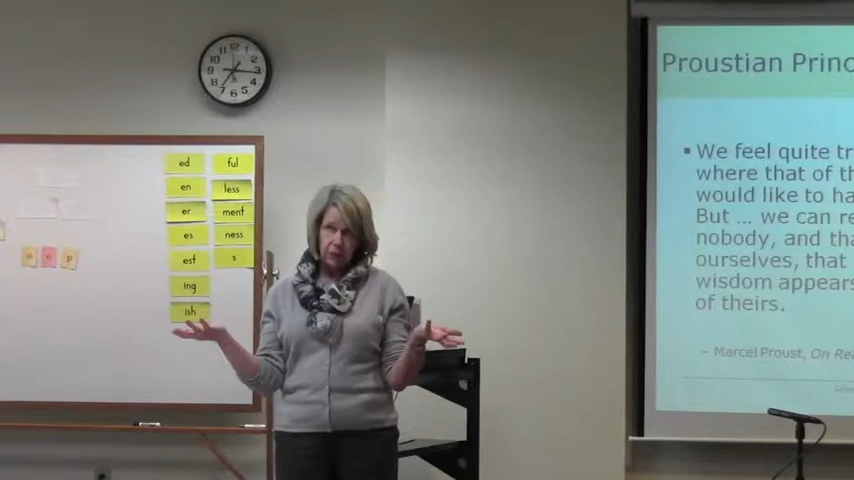 ed
ful
en
less
er
ment
es
ness
est
s
ing
ish
Proustian Princ
We feel quite tr
where that of th
would like to ha
But ... we can re
nobody (and tha
ourselves), that
wisdom appears
of theirs.
— Marcel Proust, On Rea